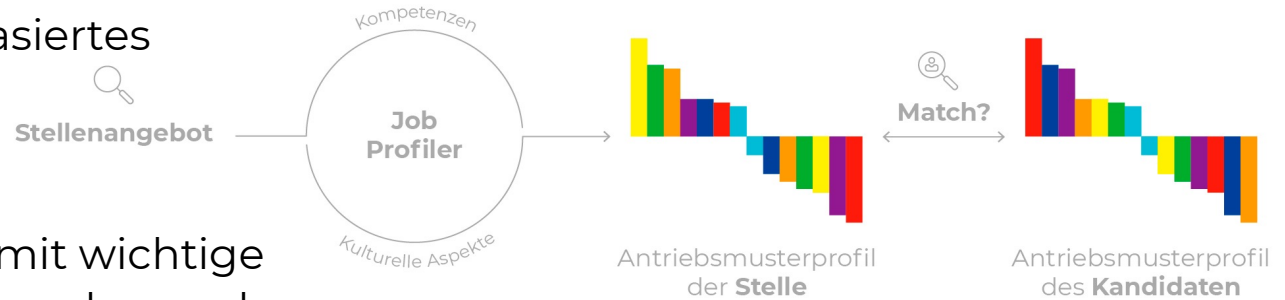 asiertes
Stellenangebot
Kompetenzen
Job
Profiler
Kulturelle Aspekte
Match?
Antriebsmusterprofil
der Stelle
Antriebsmusterprofil
des Kandidaten
mit wichtige